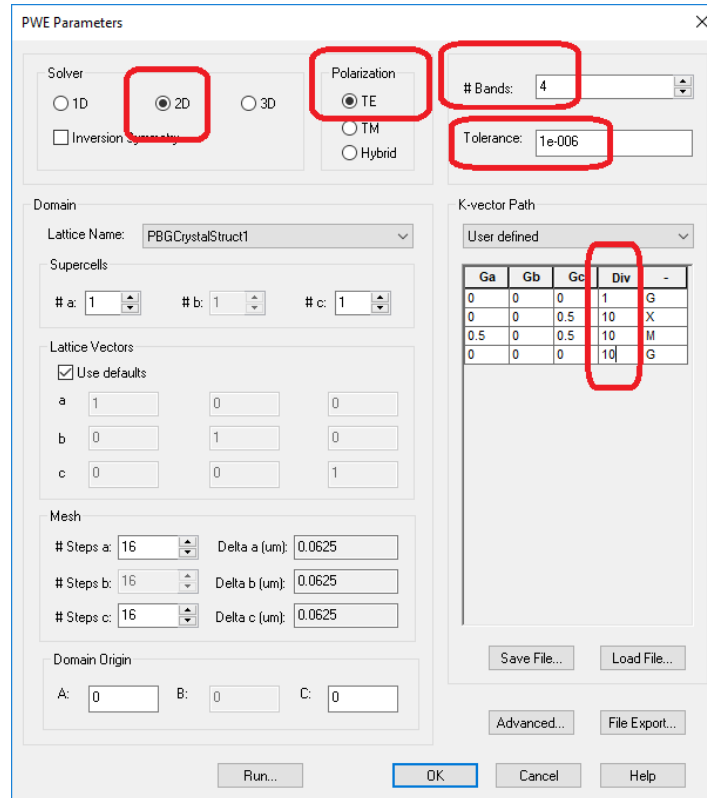 PWE Parameters
Solver
1D 2D 3D
Inversion Symmetry
Polarization
TE
TM
Hybrid
# Bands: 4
Tolerance: 1e-006
Domain
Lattice Name: PBGCrystalStruct1
Supercells
# a: 1 # b: 1 # c: 1
Lattice Vectors
Use defaults
a 1 0 0
b 0 1 0
c 0 0 1
Mesh
# Steps a: 16 Delta a (um): 0.0625
# Steps b: 16 Delta b (um): 0.0625
# Steps c: 16 Delta c (um): 0.0625
Domain Origin
A: 0 B: 0 C: 0
K-vector Path
User defined
Ga Gb Gc Div -
0 0 0 1 G
0 0 0.5 10 X
0.5 0 0.5 10 M
0 0 0 10 G
Save File... Load File...
Advanced... File Export...
Run... OK Cancel Help